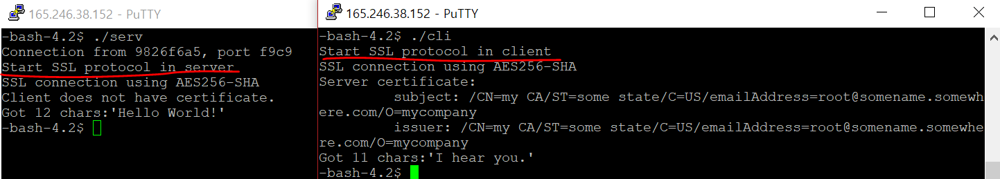 165.246.38.152 - PuTTY
-bash-4.2$ ./serv
Connection from 9826f6a5, port f9c9
Start SSL protocol in server
SSL connection using AES256-SHA
Client does not have certificate.
Got 12 chars:'Hello World!'
-bash-4.2$
165.246.38.152 - PuTTY
-bash-4.2$ ./cli
Start SSL protocol in client
SSL connection using AES256-SHA
Server certificate:
         subject: /CN=my CA/ST=some state/C=US/emailAddress=root@somename.somewh
ere.com/O=mycompany
         issuer: /CN=my CA/ST=some state/C=US/emailAddress=root@somename.somewhe
re.com/O=mycompany
Got 11 chars:'I hear you.'
-bash-4.2$